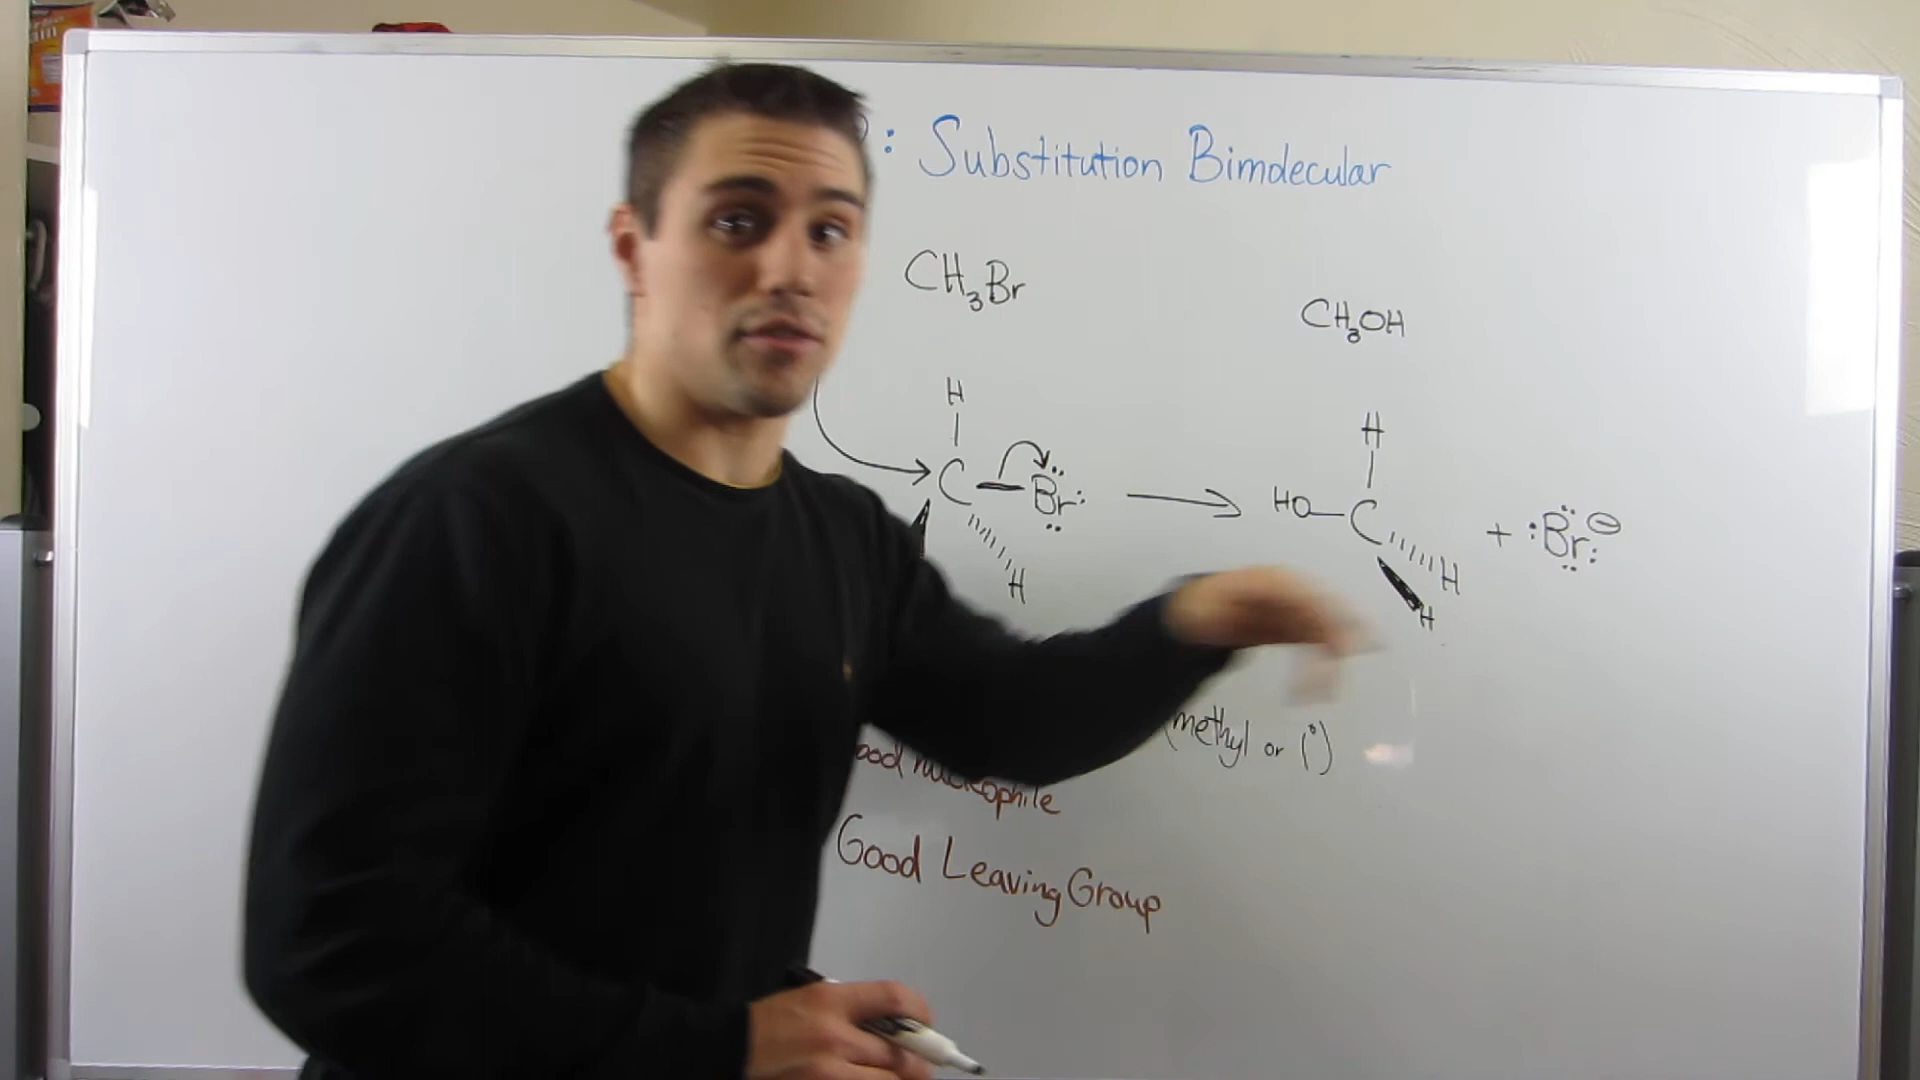 : Substitution Bimolecular
CH₃Br
CH₃OH
H
H
C Br
HO C
H
H
H
+ Br ⊖
(methyl or 1°)
ood nucleophile
Good Leaving Group